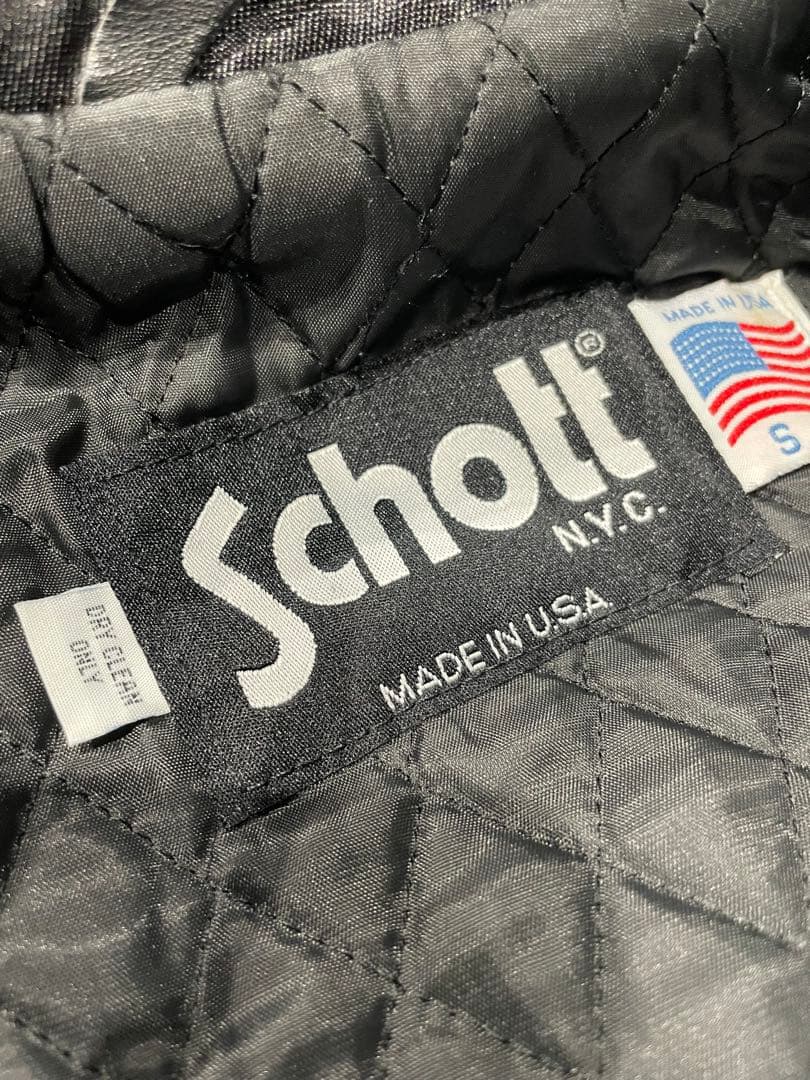 Schott®
N.Y.C.
MADE IN U.S.A.
MADE IN USA
S
DRY CLEAN
ONLY